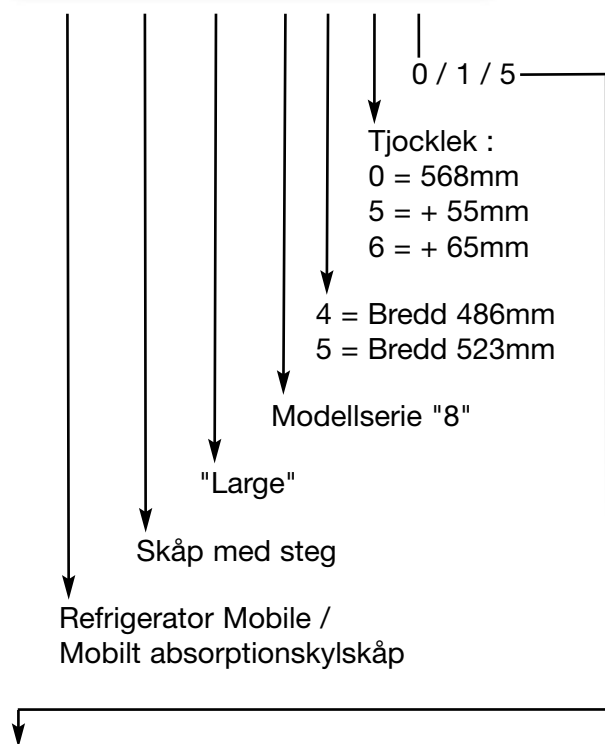 0 / 1 / 5
Tjocklek :
0 = 568mm
5 = + 55mm
6 = + 65mm
4 = Bredd 486mm
5 = Bredd 523mm
Modellserie "8"
"Large"
Skåp med steg
Refrigerator Mobile /
Mobilt absorptionskylskåp